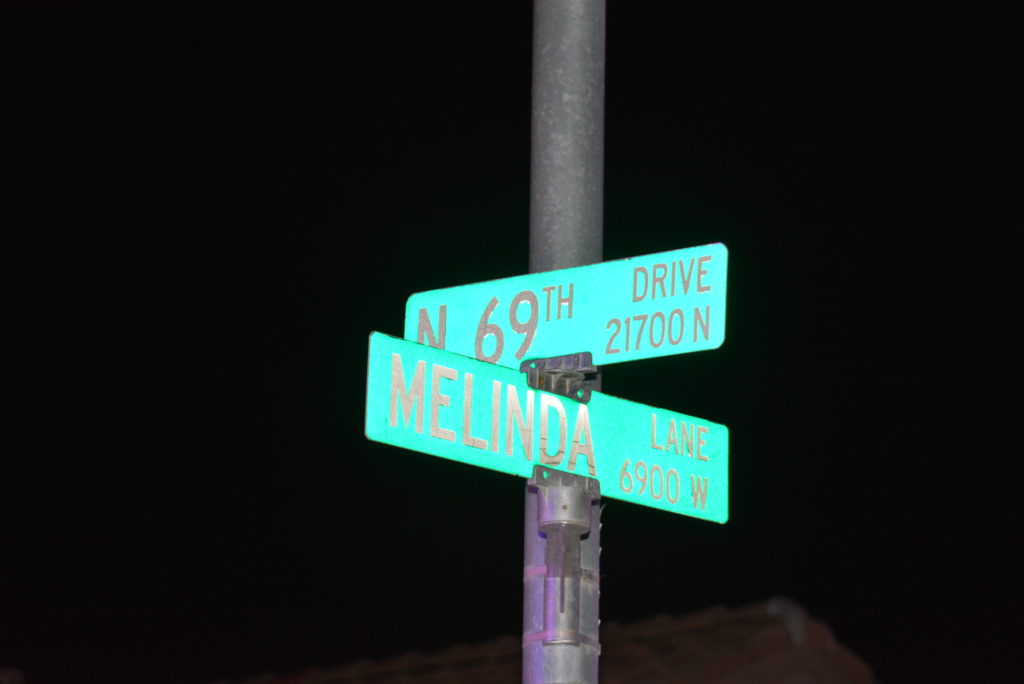 N 69TH DRIVE
21700 N
MELINDA LANE
6900 W